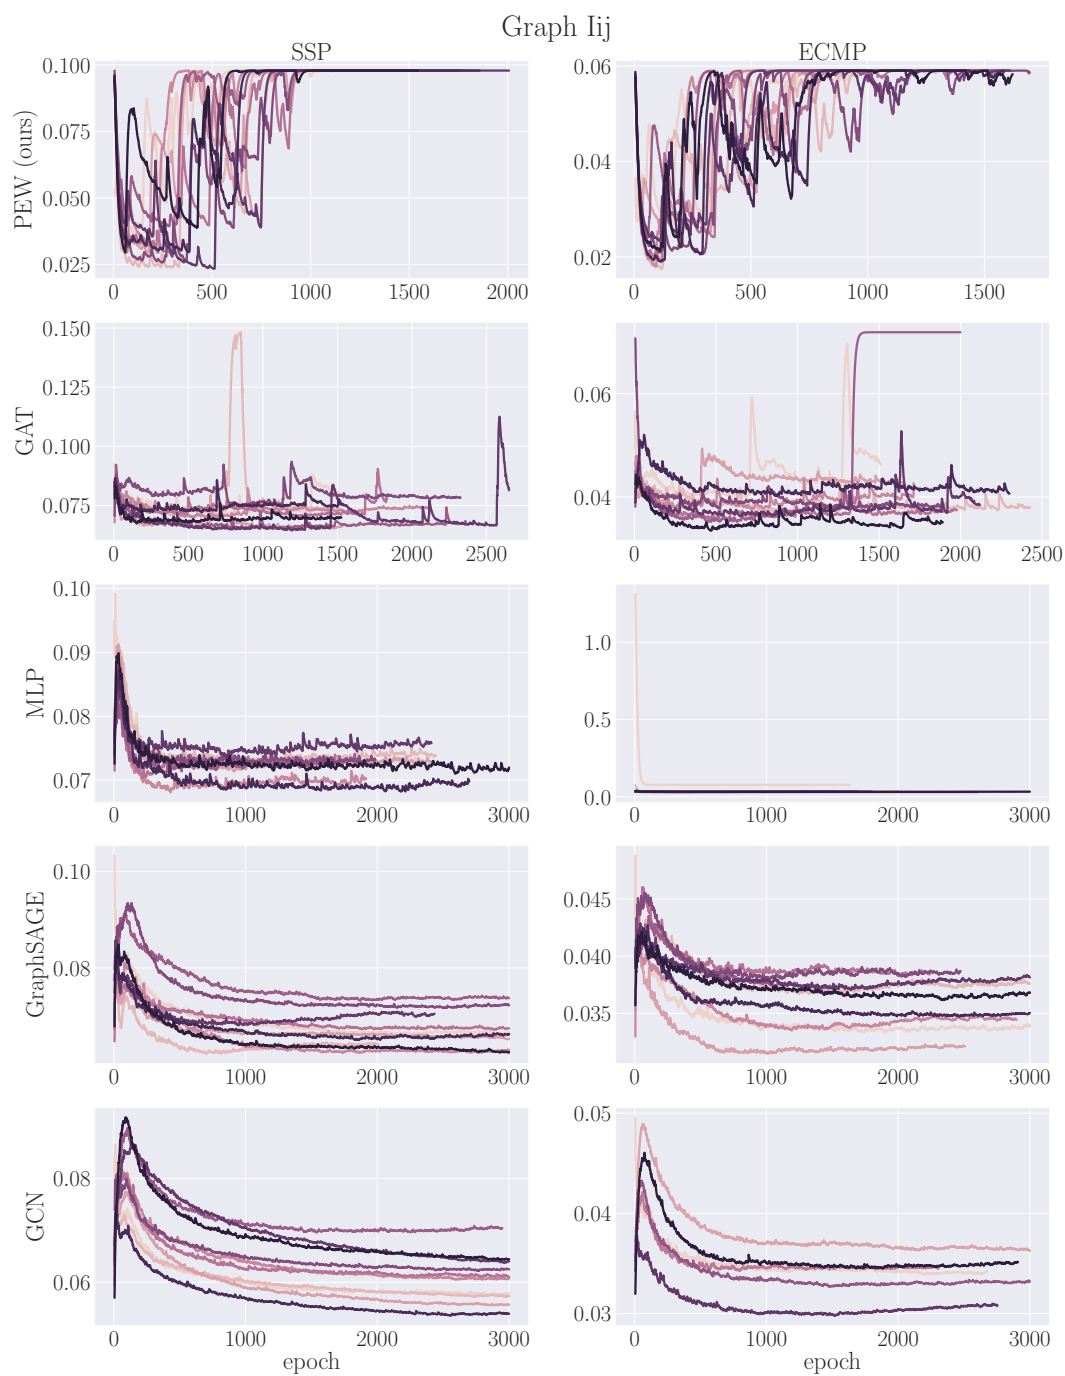 Graph Iij
SSP ECMP
PEW (ours)
0.100
0.075
0.050
0.025
0 500 1000 1500 2000
0.06
0.04
0.02
0 500 1000 1500
GAT
0.150
0.125
0.100
0.075
0 500 1000 1500 2000 2500
0.06
0.04
0 500 1000 1500 2000 2500
MLP
0.10
0.09
0.08
0.07
0 1000 2000 3000
1.0
0.5
0.0
0 1000 2000 3000
GraphSAGE
0.10
0.08
0 1000 2000 3000
0.045
0.040
0.035
0 1000 2000 3000
GCN
0.08
0.06
0 1000 2000 3000
epoch
0.05
0.04
0.03
0 1000 2000 3000
epoch